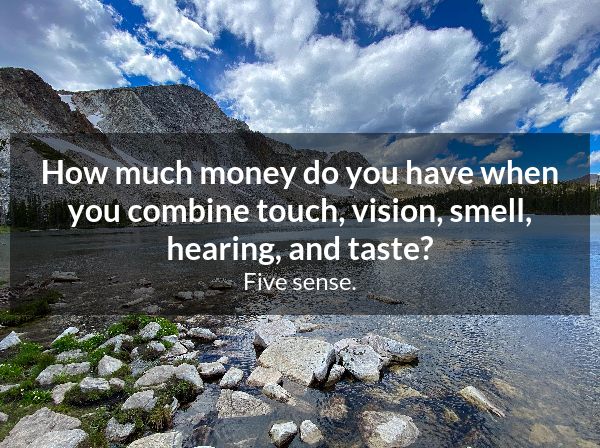 How much money do you have when
you combine touch, vision, smell,
hearing, and taste?
Five sense.